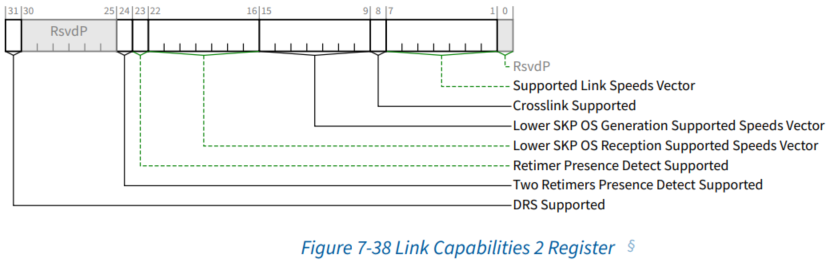 31 30 25 24 23 22 16 15 9 8 7 1 0
RsvdP
RsvdP
Supported Link Speeds Vector
Crosslink Supported
Lower SKP OS Generation Supported Speeds Vector
Lower SKP OS Reception Supported Speeds Vector
Retimer Presence Detect Supported
Two Retimers Presence Detect Supported
DRS Supported
Figure 7-38 Link Capabilities 2 Register §